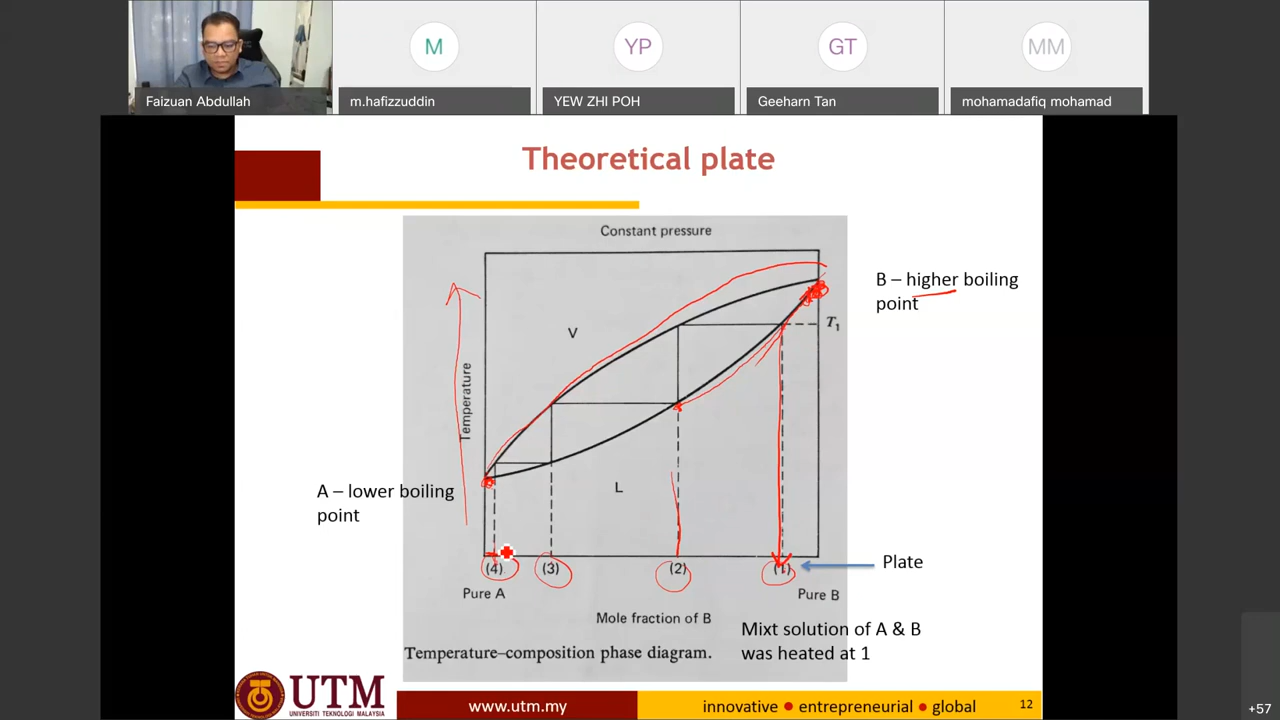 M
YP
GT
MM
Faizuan Abdullah
m.hafizzuddin
YEW ZHI POH
Geeharn Tan
mohamadafiq mohamad
Theoretical plate
Constant pressure
B – higher boiling
point
V
T1
Temperature
A – lower boiling
point
L
(4)
(3)
(2)
(1)
Plate
Pure A
Pure B
Mole fraction of B
Mixt solution of A & B
was heated at 1
Temperature–composition phase diagram.
UTM
UNIVERSITI TEKNOLOGI MALAYSIA
www.utm.my
innovative ● entrepreneurial ● global
12
+57